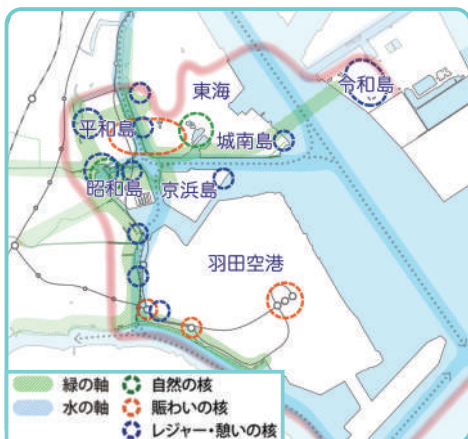 東海
令和島
平和島
城南島
昭和島
京浜島
羽田空港
緑の軸
自然の核
水の軸
賑わいの核
レジャー・憩いの核